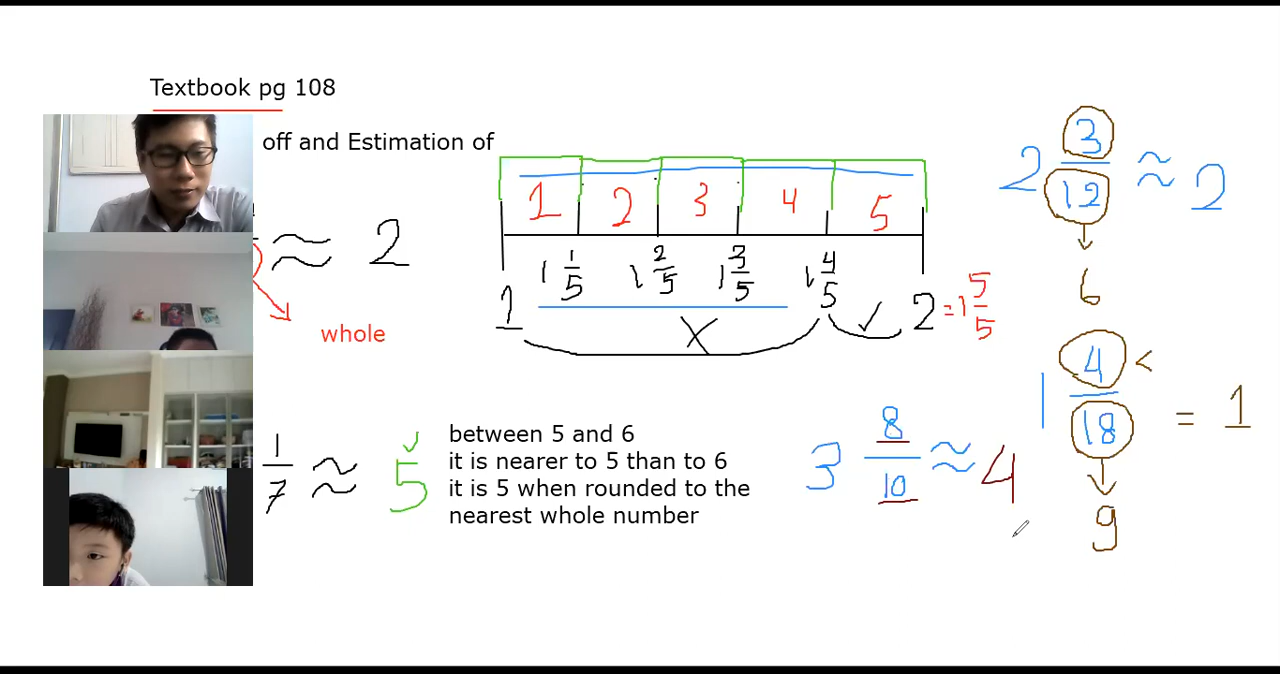 Textbook pg 108
off and Estimation of
≈ 2
whole
1 2 3 4 5
1 1 1/5 1 2/5 1 3/5 1 4/5 2 = 1 5/5
X ✓
1/7 ≈ 5 ✓
between 5 and 6
it is nearer to 5 than to 6
it is 5 when rounded to the
nearest whole number
3 8/10 ≈ 4
2 3/12 ≈ 2
6
1 4/18 = 1
<
9